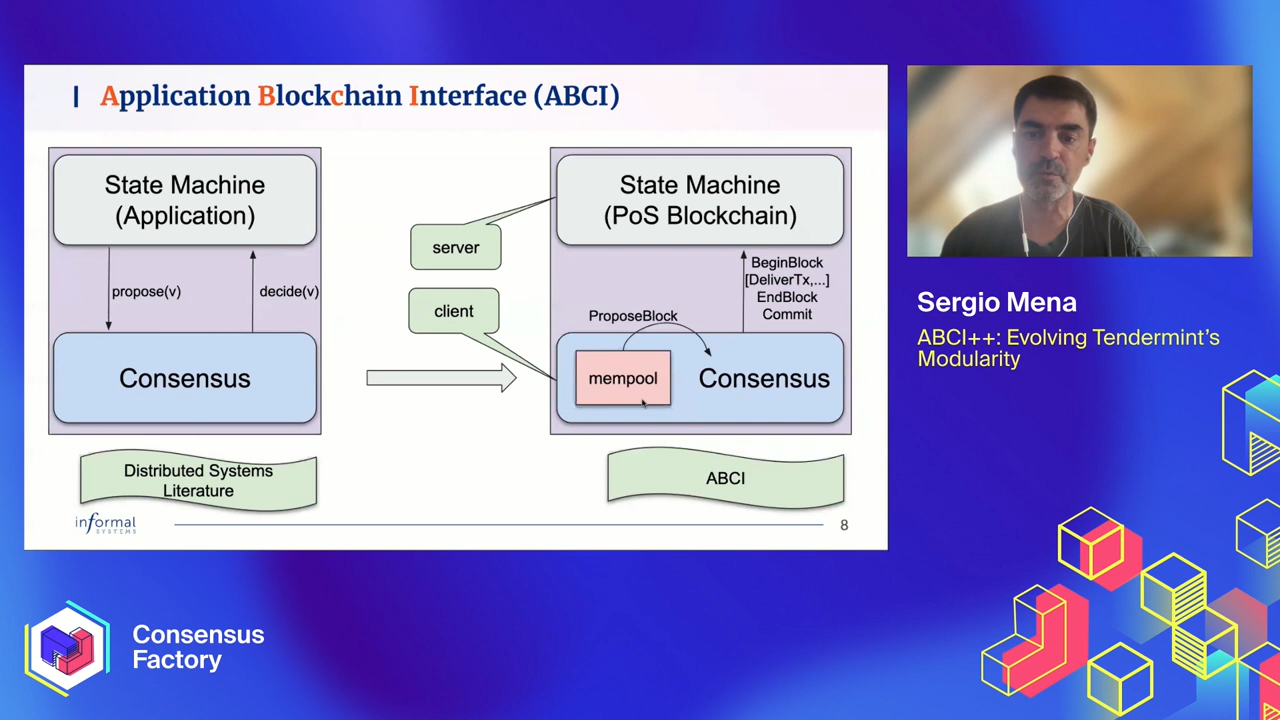 Application Blockchain Interface (ABCI)
State Machine
(Application)
propose(v)
decide(v)
Consensus
Distributed Systems
Literature
server
client
State Machine
(PoS Blockchain)
BeginBlock
[DeliverTx,...]
EndBlock
Commit
ProposeBlock
mempool
Consensus
ABCI
informal
SYSTEMS
8
Sergio Mena
ABCI++: Evolving Tendermint's
Modularity
Consensus
Factory